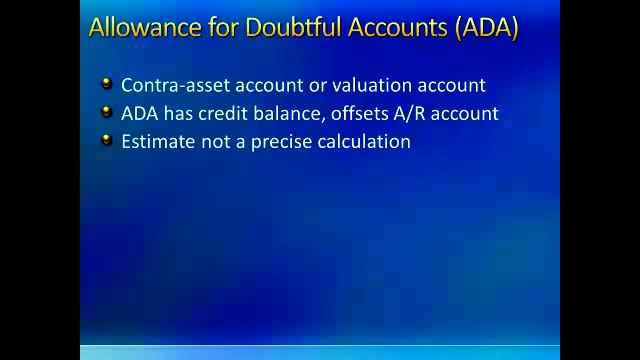 Allowance for Doubtful Accounts (ADA)
Contra-asset account or valuation account
ADA has credit balance, offsets A/R account
Estimate not a precise calculation